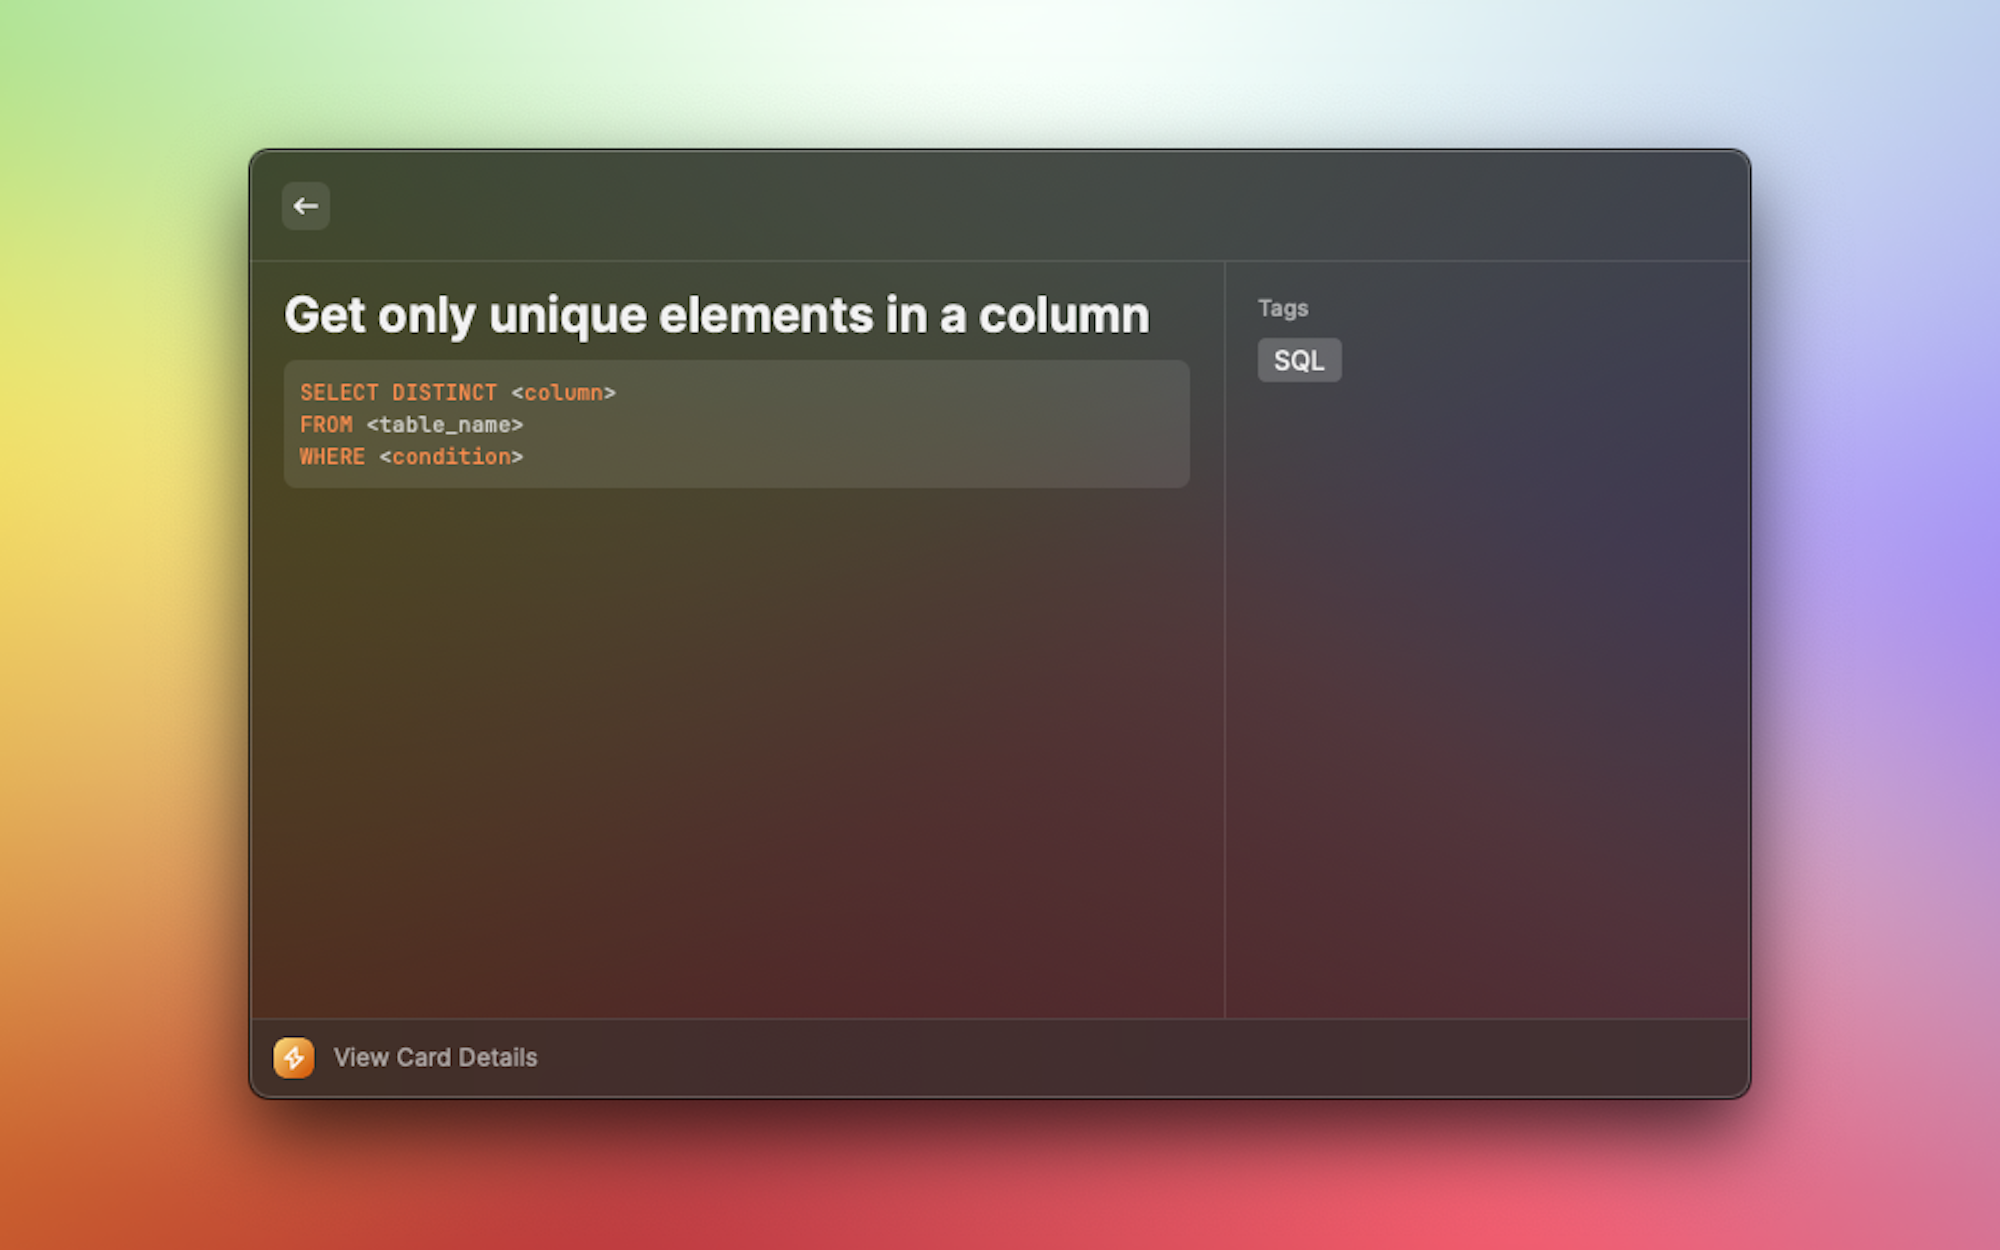 Get only unique elements in a column
SELECT DISTINCT <column>
FROM <table_name>
WHERE <condition>
Tags
SQL
View Card Details